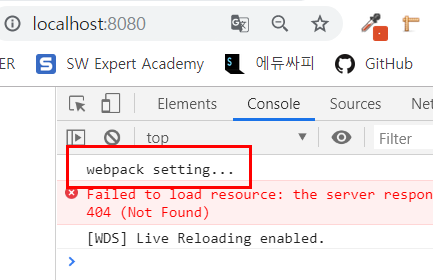 localhost:8080
ER SW Expert Academy 에듀싸피 GitHub
Elements Console Sources Net
top Filter
webpack setting...
Failed to load resource: the server respon
404 (Not Found)
[WDS] Live Reloading enabled.